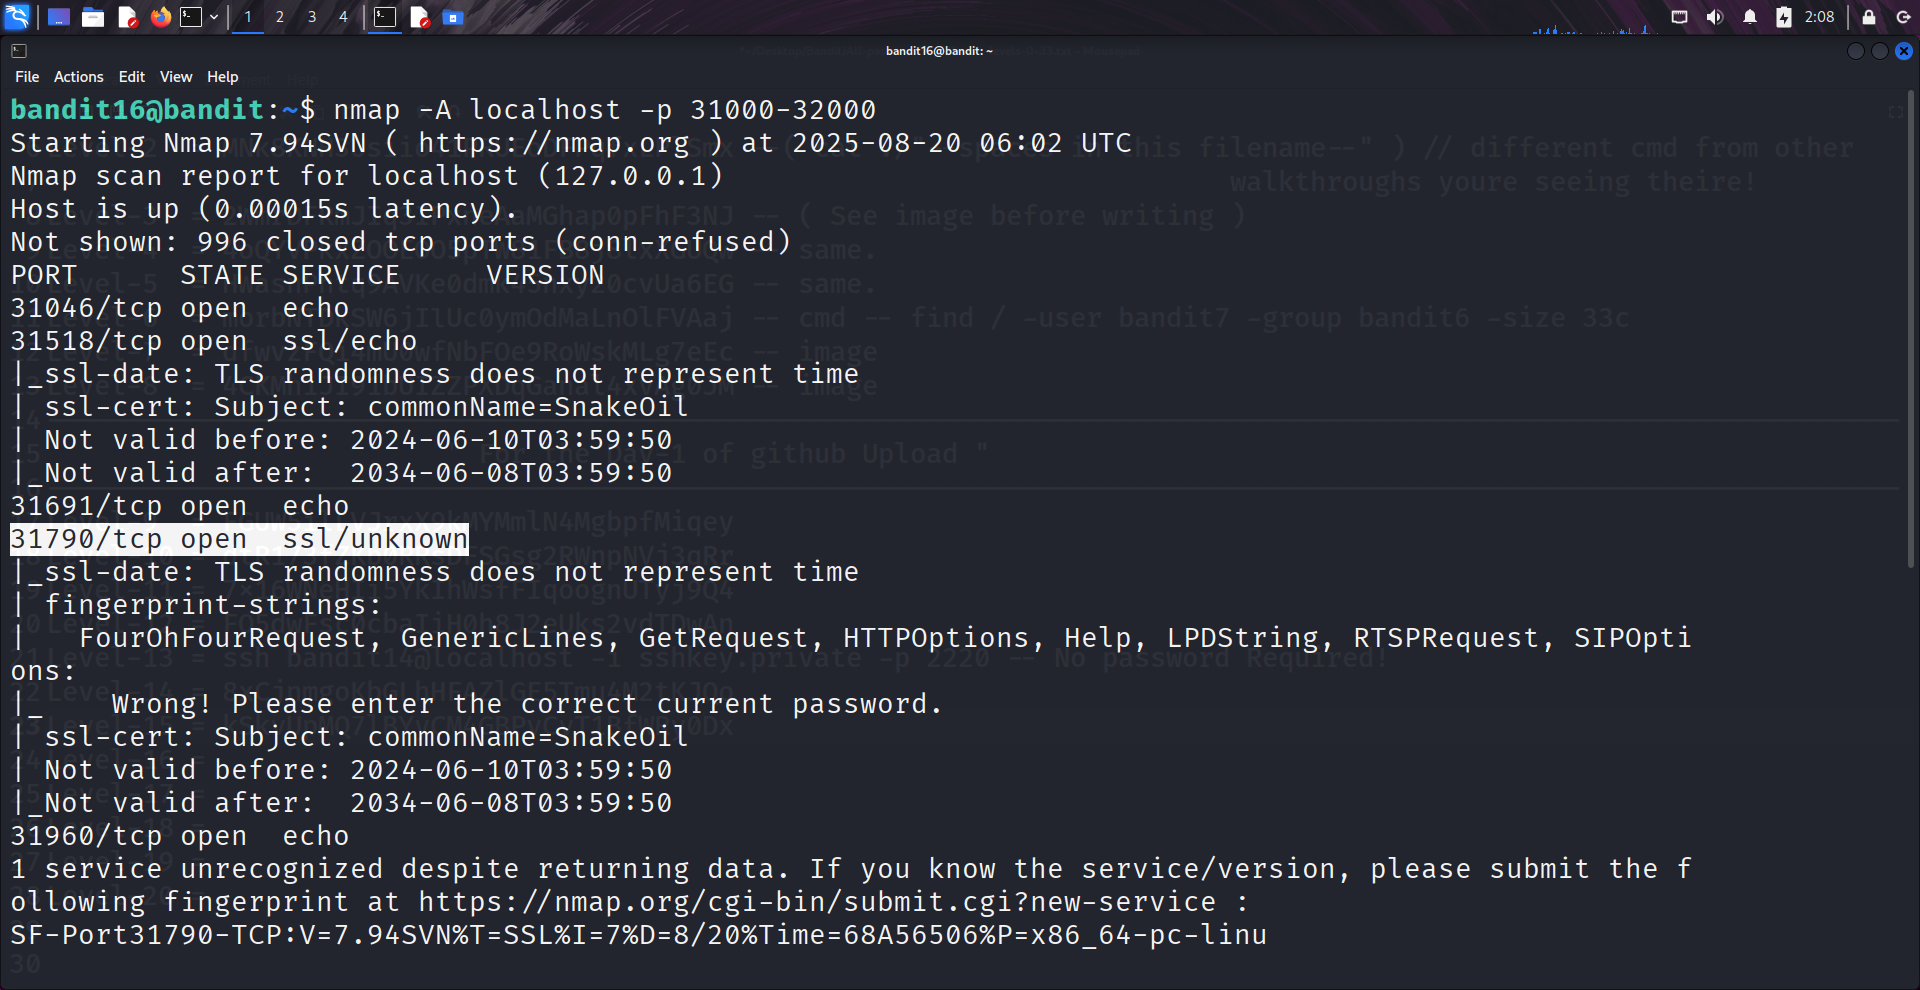 1 2 3 4 2:08
bandit16@bandit: ~
File Actions Edit View Help
bandit16@bandit:~$ nmap -A localhost -p 31000-32000
Starting Nmap 7.94SVN ( https://nmap.org ) at 2025-08-20 06:02 UTC
Nmap scan report for localhost (127.0.0.1)
Host is up (0.00015s latency).
Not shown: 996 closed tcp ports (conn-refused)
PORT      STATE SERVICE     VERSION
31046/tcp open  echo
31518/tcp open  ssl/echo
|_ssl-date: TLS randomness does not represent time
| ssl-cert: Subject: commonName=SnakeOil
| Not valid before: 2024-06-10T03:59:50
|_Not valid after:  2034-06-08T03:59:50
31691/tcp open  echo
31790/tcp open  ssl/unknown
|_ssl-date: TLS randomness does not represent time
| fingerprint-strings:
|   FourOhFourRequest, GenericLines, GetRequest, HTTPOptions, Help, LPDString, RTSPRequest, SIPOpti
ons:
|_    Wrong! Please enter the correct current password.
| ssl-cert: Subject: commonName=SnakeOil
| Not valid before: 2024-06-10T03:59:50
|_Not valid after:  2034-06-08T03:59:50
31960/tcp open  echo
1 service unrecognized despite returning data. If you know the service/version, please submit the f
ollowing fingerprint at https://nmap.org/cgi-bin/submit.cgi?new-service :
SF-Port31790-TCP:V=7.94SVN%T=SSL%I=7%D=8/20%Time=68A56506%P=x86_64-pc-linu